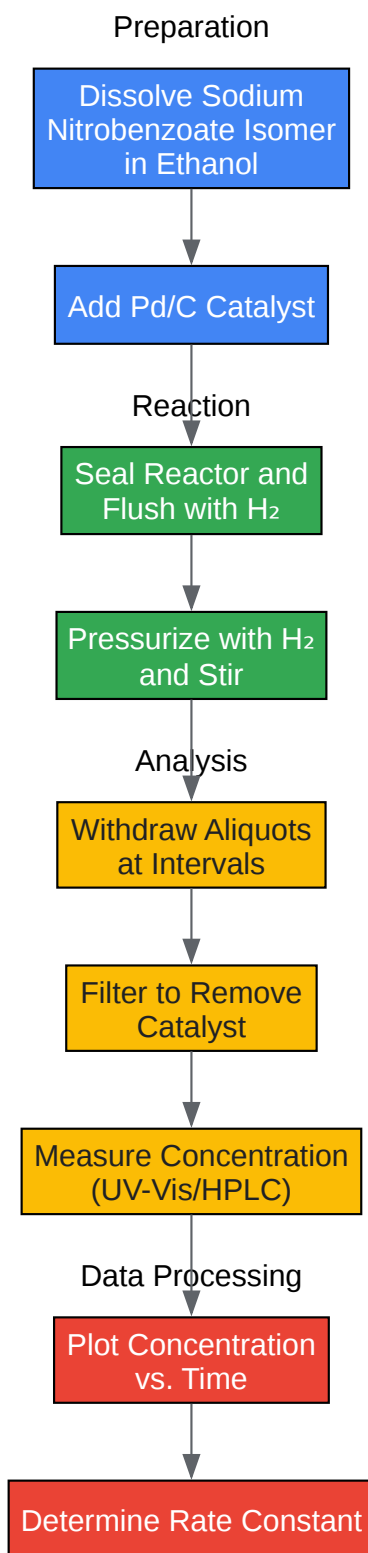 Preparation
Dissolve Sodium
Nitrobenzoate Isomer
in Ethanol
Add Pd/C Catalyst
Reaction
Seal Reactor and
Flush with H₂
Pressurize with H₂
and Stir
Analysis
Withdraw Aliquots
at Intervals
Filter to Remove
Catalyst
Measure Concentration
(UV-Vis/HPLC)
Data Processing
Plot Concentration
vs. Time
Determine Rate Constant